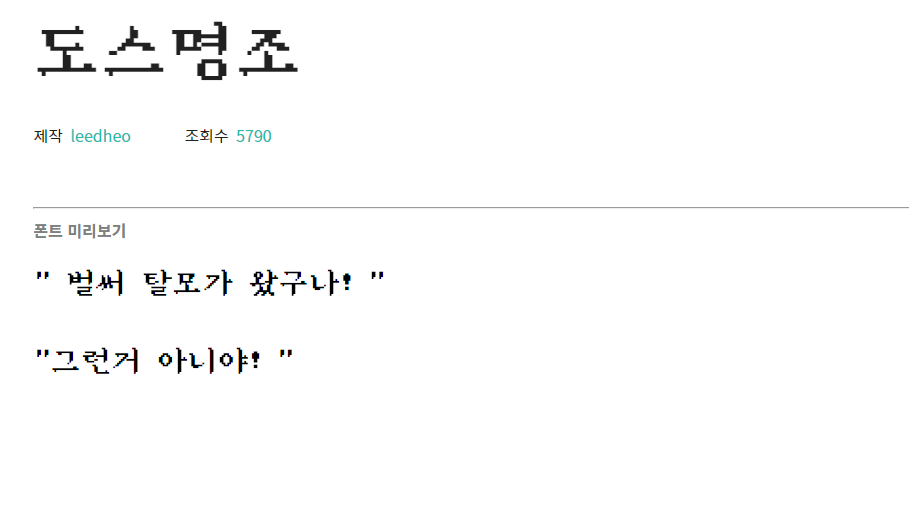 도스명조
제작 leedheo 조회수 5790
폰트 미리보기
" 벌써 탈모가 왔구나! "
"그런거 아니야! "